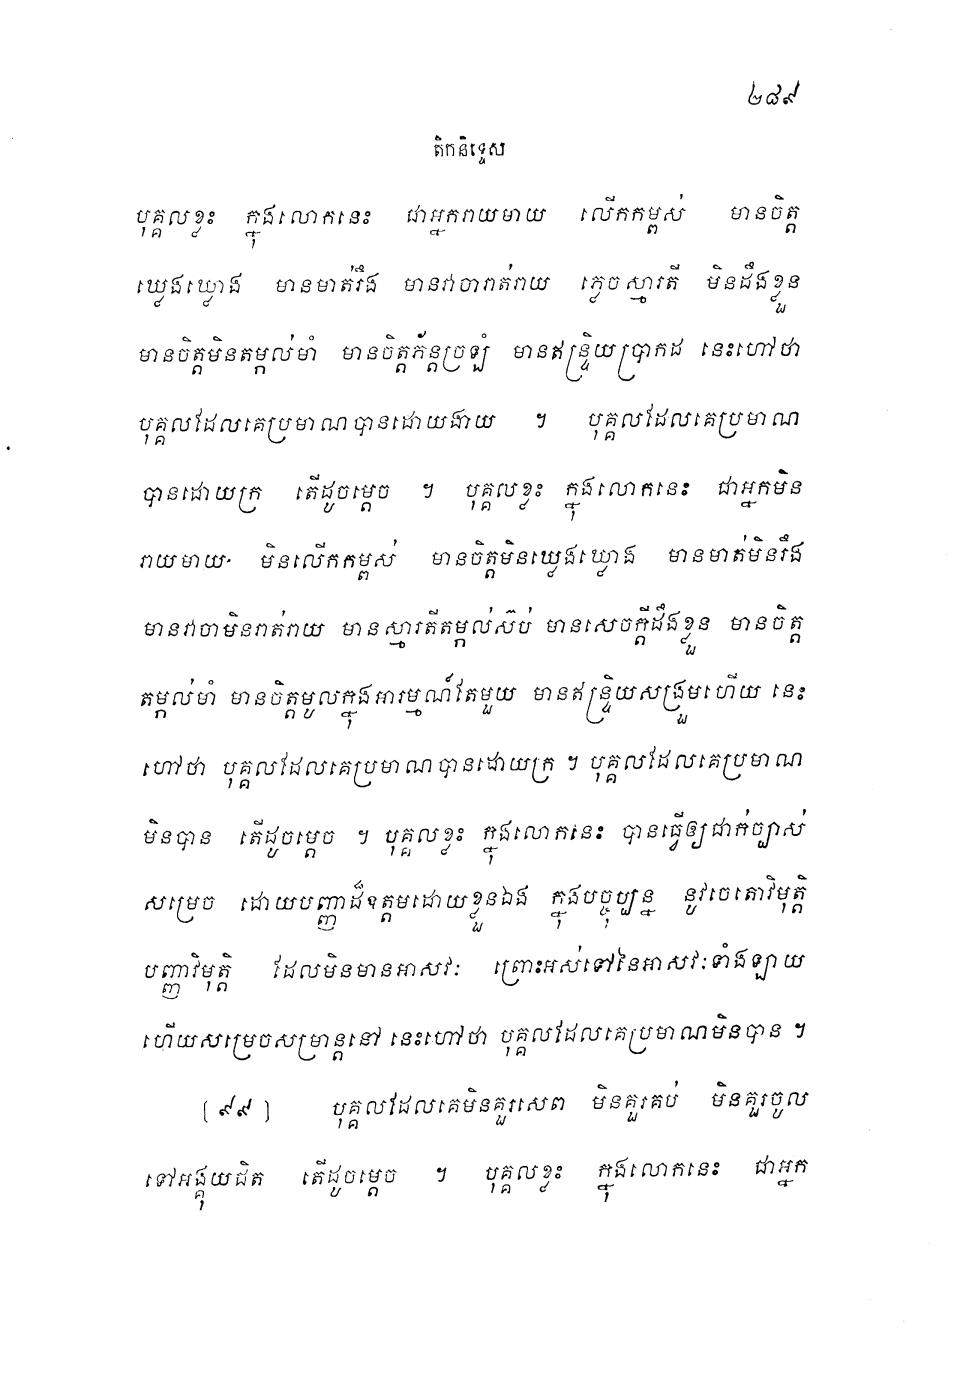 ២៨៩
តិកនិទ្ទេស
បុគ្គលខ្លះ ក្នុងលោកនេះ ជាអ្នករាយមាយ លើកកម្ពស់ មានចិត្ត
ឃ្លេងឃ្លោង មានមាត់រឹង មានវាចារាត់រាយ ភ្លេចស្មារតី មិនដឹងខ្លួន
មានចិត្តមិនតម្កល់មាំ មានចិត្តភ័ន្តច្រឡំ មានឥន្ទ្រិយប្រាកដ នេះហៅថា
បុគ្គលដែលគេប្រមាណបានដោយងាយ ។ បុគ្គលដែលគេប្រមាណ
បានដោយក្រ តើដូចម្តេច ។ បុគ្គលខ្លះ ក្នុងលោកនេះ ជាអ្នកមិន
រាយមាយ មិនលើកកម្ពស់ មានចិត្តមិនឃ្លេងឃ្លោង មានមាត់មិនរឹង
មានវាចាមិនរាត់រាយ មានស្មារតីតម្កល់ស៊ប់ មានសេចក្តីដឹងខ្លួន មានចិត្ត
តម្កល់មាំ មានចិត្តមូលក្នុងអារម្មណ៍តែមួយ មានឥន្ទ្រិយសង្រួមហើយ នេះ
ហៅថា បុគ្គលដែលគេប្រមាណបានដោយក្រ ។ បុគ្គលដែលគេប្រមាណ
មិនបាន តើដូចម្តេច ។ បុគ្គលខ្លះ ក្នុងលោកនេះ បានធ្វើឲ្យជាក់ច្បាស់
សម្រេច ដោយបញ្ញាដ៏ឧត្តមដោយខ្លួនឯង ក្នុងបច្ចុប្បន្ន នូវចេតោវិមុត្តិ
បញ្ញាវិមុត្តិ ដែលមិនមានអាសវៈ ព្រោះអស់ទៅនៃអាសវៈទាំងឡាយ
ហើយសម្រេចសម្រាន្តនៅ នេះហៅថា បុគ្គលដែលគេប្រមាណមិនបាន ។
(៩៩) បុគ្គលដែលគេមិនគួរសេព មិនគួរគប់ មិនគួរចូល
ទៅអង្គុយជិត តើដូចម្តេច ។ បុគ្គលខ្លះ ក្នុងលោកនេះ ជាអ្នក